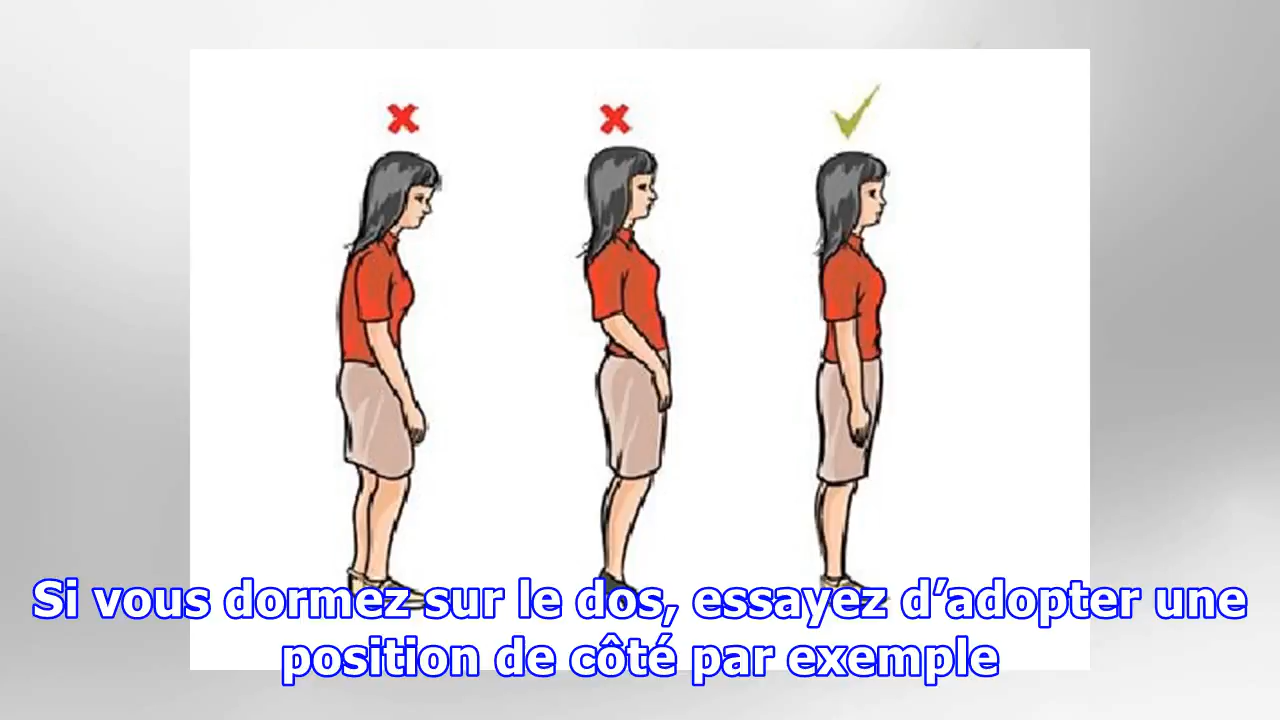 Si vous dormez sur le dos, essayez d’adopter une
position de côté par exemple